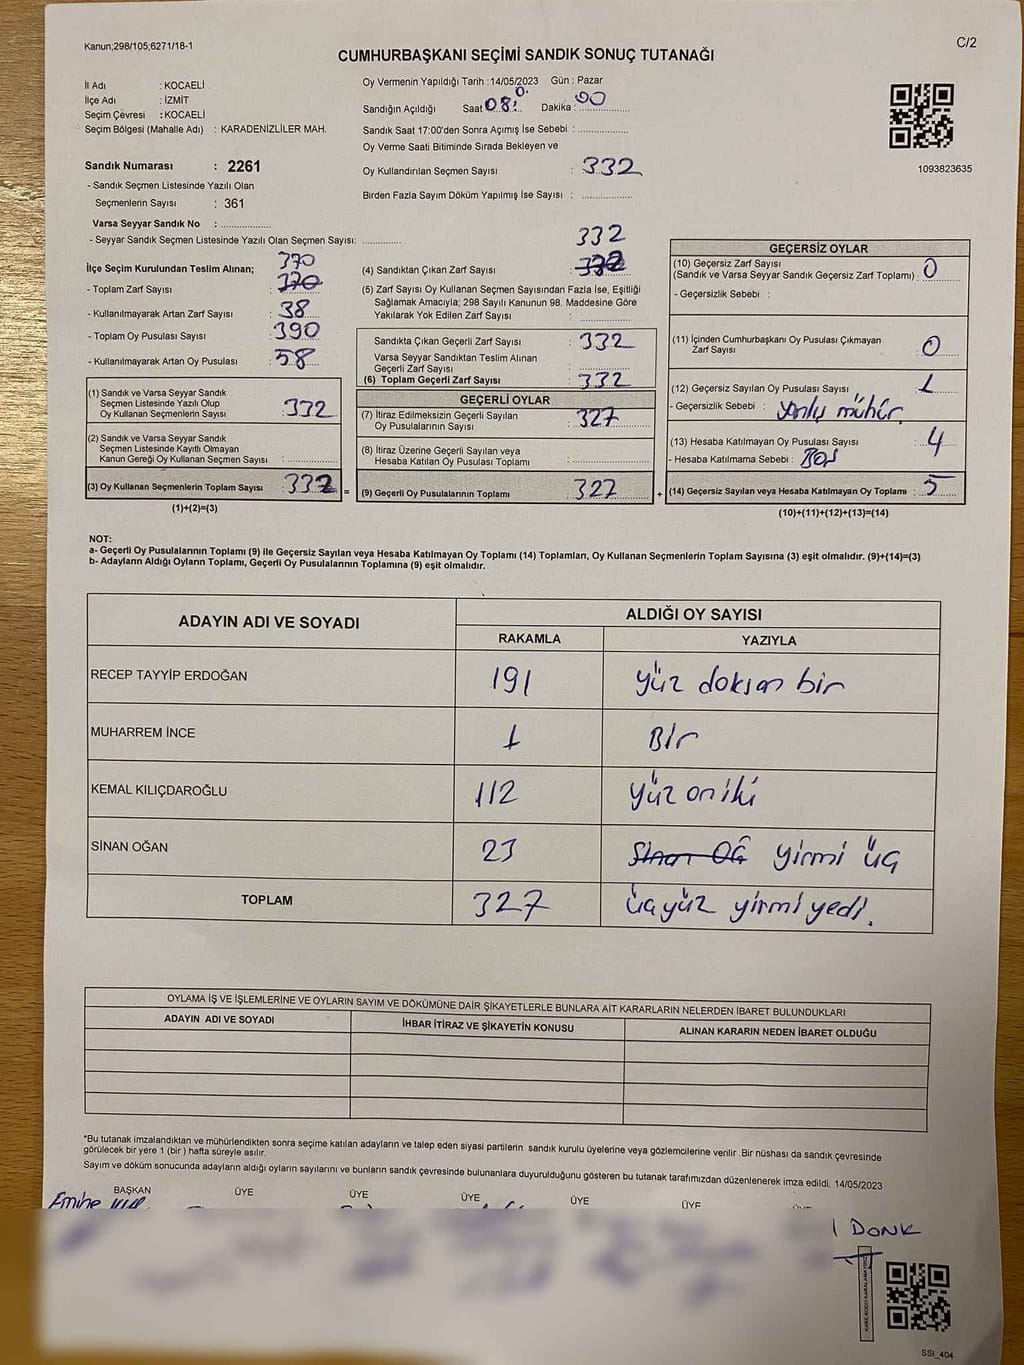 Kanun;298/105;6271/18-1
C/2
CUMHURBAŞKANI SEÇİMİ SANDIK SONUÇ TUTANAĞI
İl Adı : KOCAELİ
İlçe Adı : İZMİT
Seçim Çevresi : KOCAELİ
Seçim Bölgesi (Mahalle Adı) : KARADENİZLİLER MAH.
Sandık Numarası : 2261
- Sandık Seçmen Listesinde Yazılı Olan
Seçmenlerin Sayısı : 361
Varsa Seyyar Sandık No : ..................
- Seyyar Sandık Seçmen Listesinde Yazılı Olan Seçmen Sayısı: ..............
Oy Vermenin Yapıldığı Tarih :14/05/2023 Gün : Pazar
Sandığın Açıldığı Saat 08:0. Dakika : 00
Sandık Saat 17:00'den Sonra Açımış İse Sebebi : ..................
Oy Verme Saati Bitiminde Sırada Bekleyen ve
Oy Kullandırılan Seçmen Sayısı : 332
Birden Fazla Sayım Döküm Yapılmış İse Sayısı : ..................
1093823635
İlçe Seçim Kurulundan Teslim Alınan; 370
- Toplam Zarf Sayısı : 370
- Kullanılmayarak Artan Zarf Sayısı : 38
- Toplam Oy Pusulası Sayısı : 390
- Kullanılmayarak Artan Oy Pusulası : 58
(1) Sandık ve Varsa Seyyar Sandık
Seçmen Listesinde Yazılı Olup
Oy Kullanan Seçmenlerin Sayısı : 332
(2) Sandık ve Varsa Seyyar Sandık
Seçmen Listesinde Kayıtlı Olmayan
Kanun Gereği Oy Kullanan Seçmen Sayısı : ..................
(3) Oy Kullanan Seçmenlerin Toplam Sayısı : 332 =
(1)+(2)=(3)
332
(4) Sandıktan Çıkan Zarf Sayısı : 332
(5) Zarf Sayısı Oy Kullanan Seçmen Sayısından Fazla İse, Eşitliği
Sağlamak Amacıyla; 298 Sayılı Kanunun 98. Maddesine Göre
Yakılarak Yok Edilen Zarf Sayısı : ..................
Sandıkta Çıkan Geçerli Zarf Sayısı : 332
Varsa Seyyar Sandıktan Teslim Alınan
Geçerli Zarf Sayısı : ..................
(6) Toplam Geçerli Zarf Sayısı : 332
GEÇERLİ OYLAR
(7) İtiraz Edilmeksizin Geçerli Sayılan
Oy Pusulalarının Sayısı : 327
(8) İtiraz Üzerine Geçerli Sayılan veya
Hesaba Katılan Oy Pusulası Toplamı : ..................
(9) Geçerli Oy Pusulalarının Toplamı : 327 +
GEÇERSİZ OYLAR
(10) Geçersiz Zarf Sayısı
(Sandık ve Varsa Seyyar Sandık Geçersiz Zarf Toplamı) : 0
- Geçersizlik Sebebi :
(11) İçinden Cumhurbaşkanı Oy Pusulası Çıkmayan
Zarf Sayısı : 0
(12) Geçersiz Sayılan Oy Pusulası Sayısı : 1
- Geçersizlik Sebebi : Yanlış mühür.
(13) Hesaba Katılmayan Oy Pusulası Sayısı : 4
- Hesaba Katılmama Sebebi : Boş
(14) Geçersiz Sayılan veya Hesaba Katılmayan Oy Toplamı : 5
(10)+(11)+(12)+(13)=(14)
NOT:
a- Geçerli Oy Pusulalarının Toplamı (9) ile Geçersiz Sayılan veya Hesaba Katılmayan Oy Toplamı (14) Toplamları, Oy Kullanan Seçmenlerin Toplam Sayısına (3) eşit olmalıdır. (9)+(14)=(3)
b- Adayların Aldığı Oyların Toplamı, Geçerli Oy Pusulalarının Toplamına (9) eşit olmalıdır.
ADAYIN ADI VE SOYADI ALDIĞI OY SAYISI
RAKAMLA YAZIYLA
RECEP TAYYİP ERDOĞAN 191 yüz doksan bir
MUHARREM İNCE 1 Bir
KEMAL KILIÇDAROĞLU 112 yüz on iki
SİNAN OĞAN 23 Sinan OĞ yirmi üç
TOPLAM 327 üçyüz yirmi yedi.
OYLAMA İŞ VE İŞLEMLERİNE VE OYLARIN SAYIM VE DÖKÜMÜNE DAİR ŞİKAYETLERLE BUNLARA AİT KARARLARIN NELERDEN İBARET BULUNDUKLARI
ADAYIN ADI VE SOYADI İHBAR İTİRAZ VE ŞİKAYETİN KONUSU ALINAN KARARIN NEDEN İBARET OLDUĞU
*Bu tutanak imzalandıktan ve mühürlendikten sonra seçime katılan adayların ve talep eden siyasi partilerin sandık kurulu üyelerine veya gözlemcilerine verilir .Bir nüshası da sandık çevresinde
görülecek bir yere 1 (bir ) hafta süreyle asılır.
Sayım ve döküm sonucunda adayların aldığı oyların sayılarını ve bunların sandık çevresinde bulunanlara duyurulduğunu gösteren bu tutanak tarafımızdan düzenlenerek imza edildi. 14/05/2023
BAŞKAN ÜYE ÜYE ÜYE ÜYE ÜYE
Emine
KARE KODU KARALAMAYINIZ
SSI_404